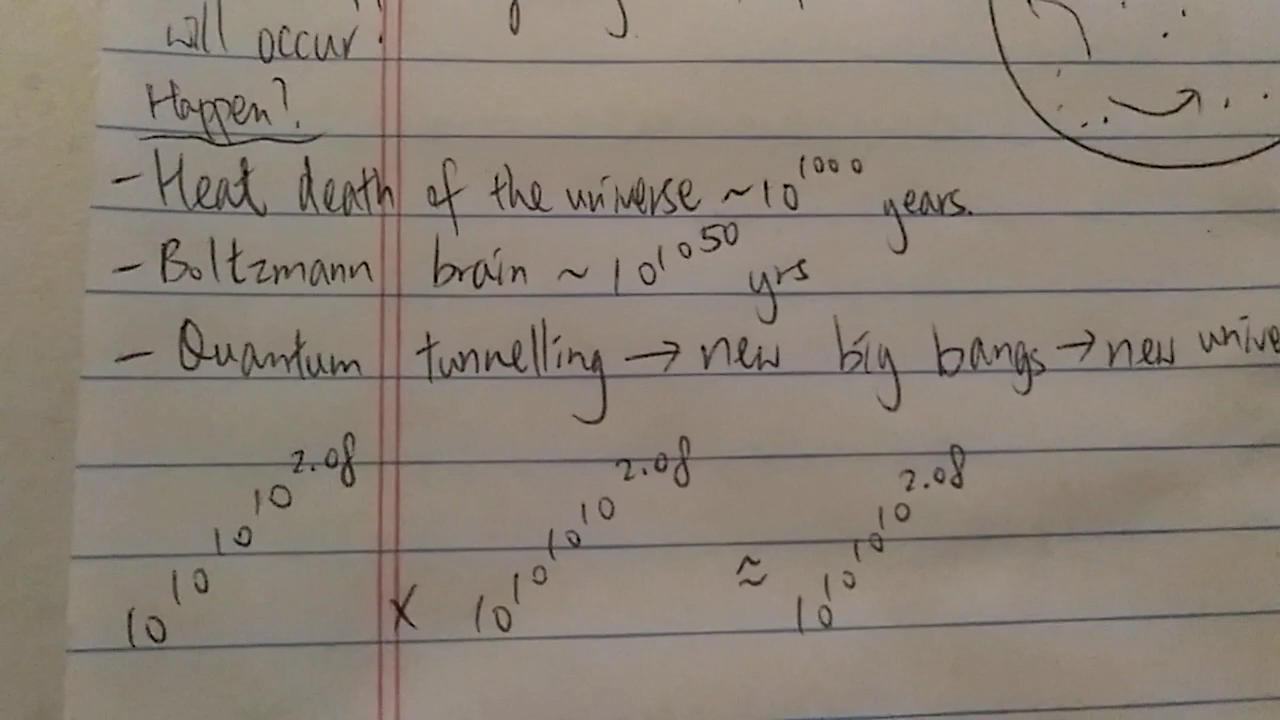 will occur!
Happen?
- Heat death of the universe ~10^1000 years.
- Boltzmann brain ~ 10^10^50 yrs
- Quantum tunnelling → new big bangs → new
10^10^10^10^2.08 × 10^10^10^10^2.08 ≈ 10^10^10^10^2.08